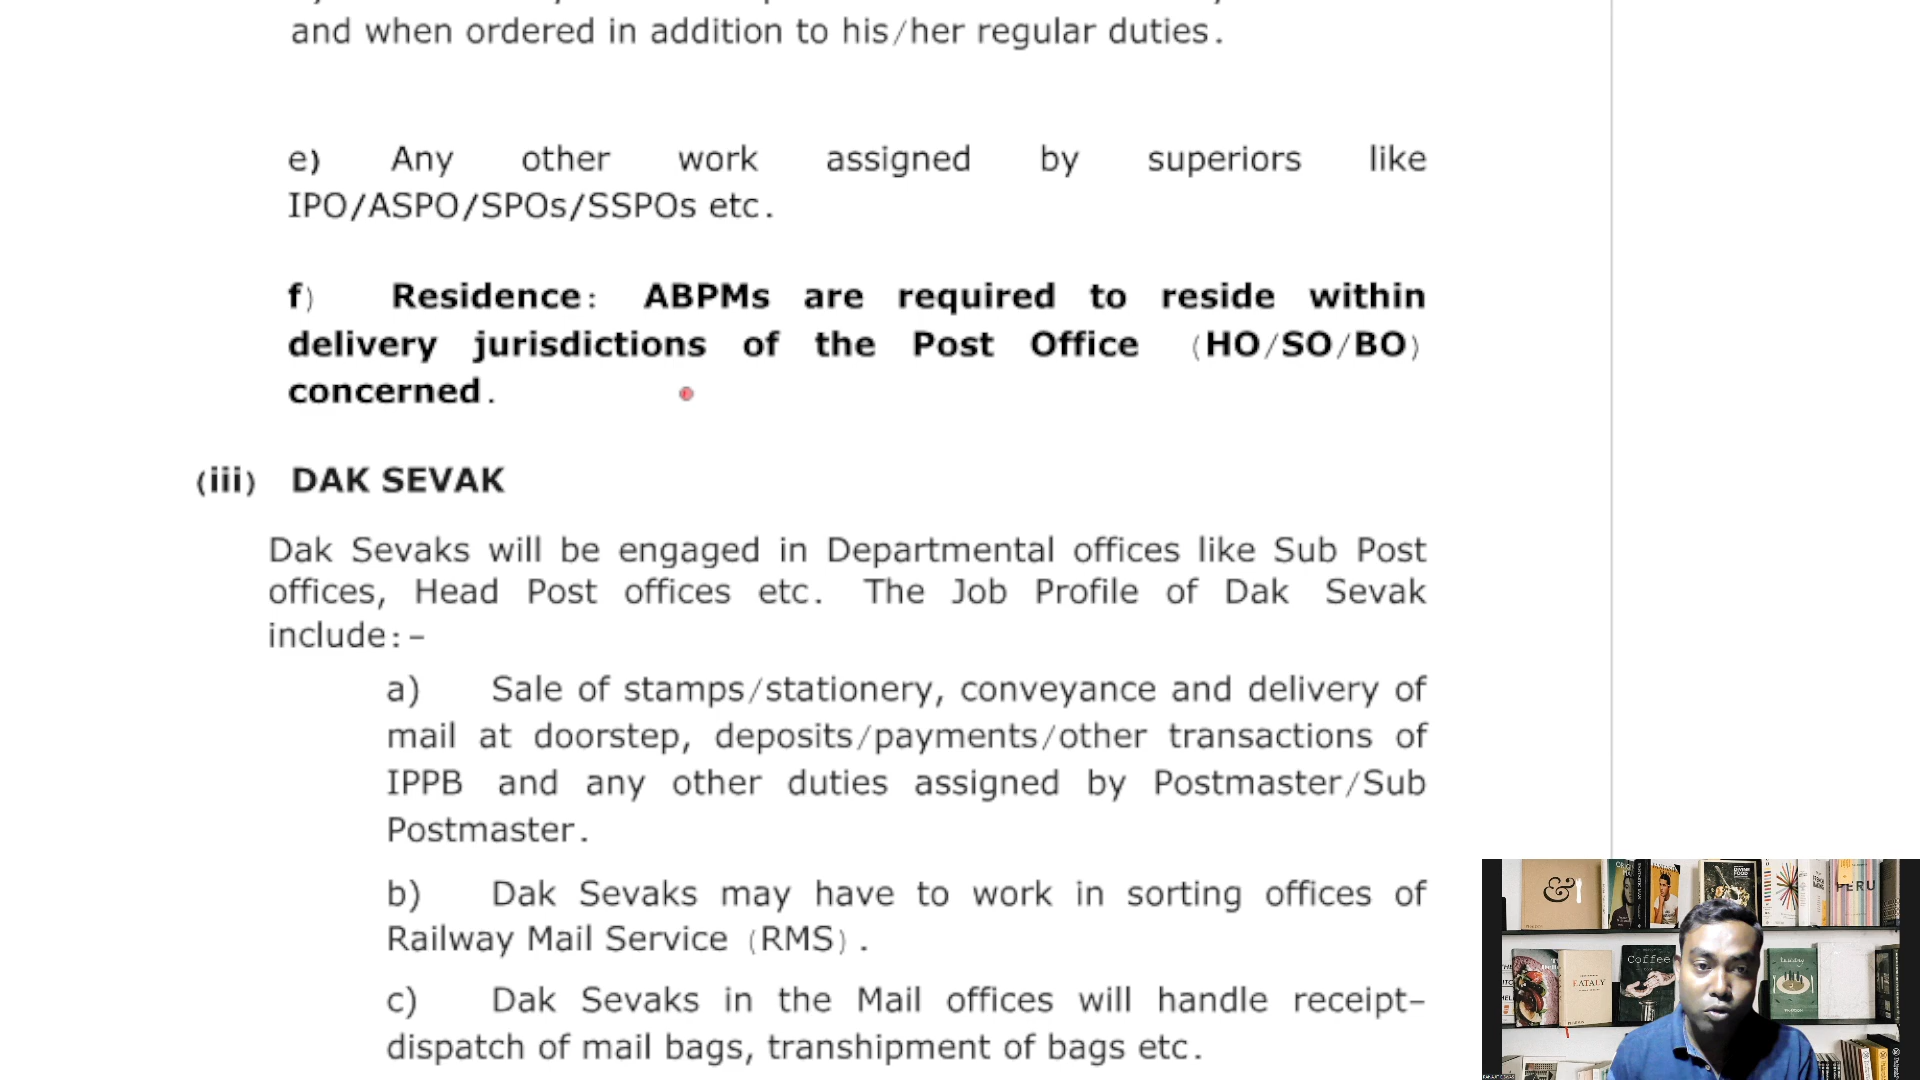 and when ordered in addition to his/her regular duties.
e) Any other work assigned by superiors like
IPO/ASPO/SPOs/SSPOs etc.
f) Residence: ABPMs are required to reside within
delivery jurisdictions of the Post Office (HO/SO/BO)
concerned.
(iii) DAK SEVAK
Dak Sevaks will be engaged in Departmental offices like Sub Post
offices, Head Post offices etc. The Job Profile of Dak Sevak
include:-
a) Sale of stamps/stationery, conveyance and delivery of
mail at doorstep, deposits/payments/other transactions of
IPPB and any other duties assigned by Postmaster/Sub
Postmaster.
b) Dak Sevaks may have to work in sorting offices of
Railway Mail Service (RMS).
c) Dak Sevaks in the Mail offices will handle receipt-
dispatch of mail bags, transhipment of bags etc.
&
PERU
Coffee
EATALY